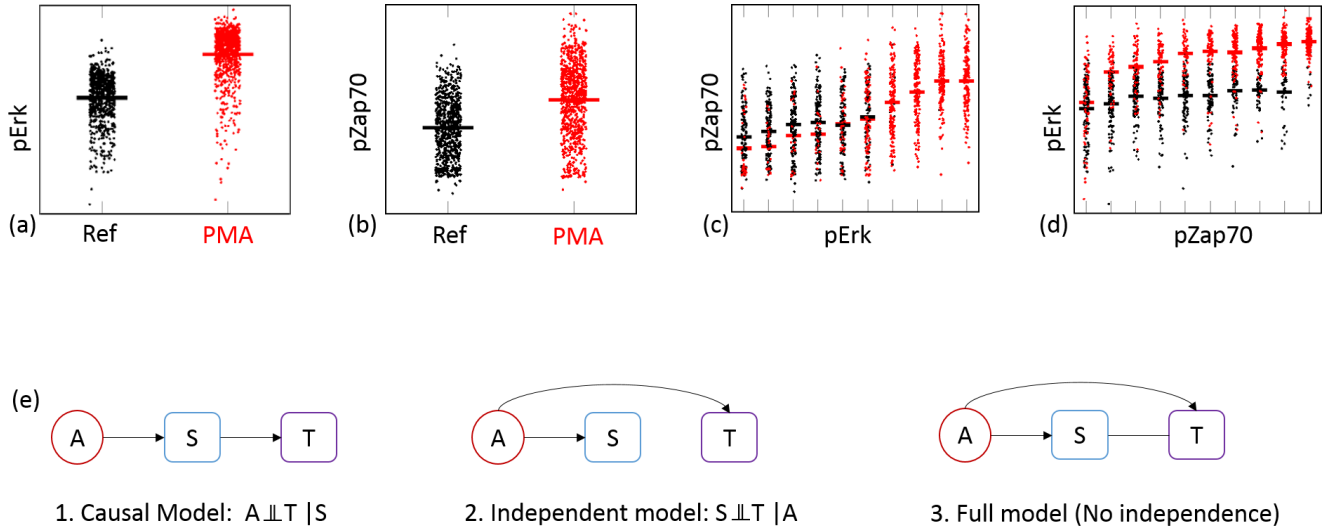 pErk
(a)
Ref
PMA
pZap70
(b)
Ref
PMA
pZap70
(c)
pErk
pErk
(d)
pZap70
(e)
A
S
T
A
S
T
A
S
T
1. Causal Model: A⫫T |S
2. Independent model: S⫫T |A
3. Full model (No independence)